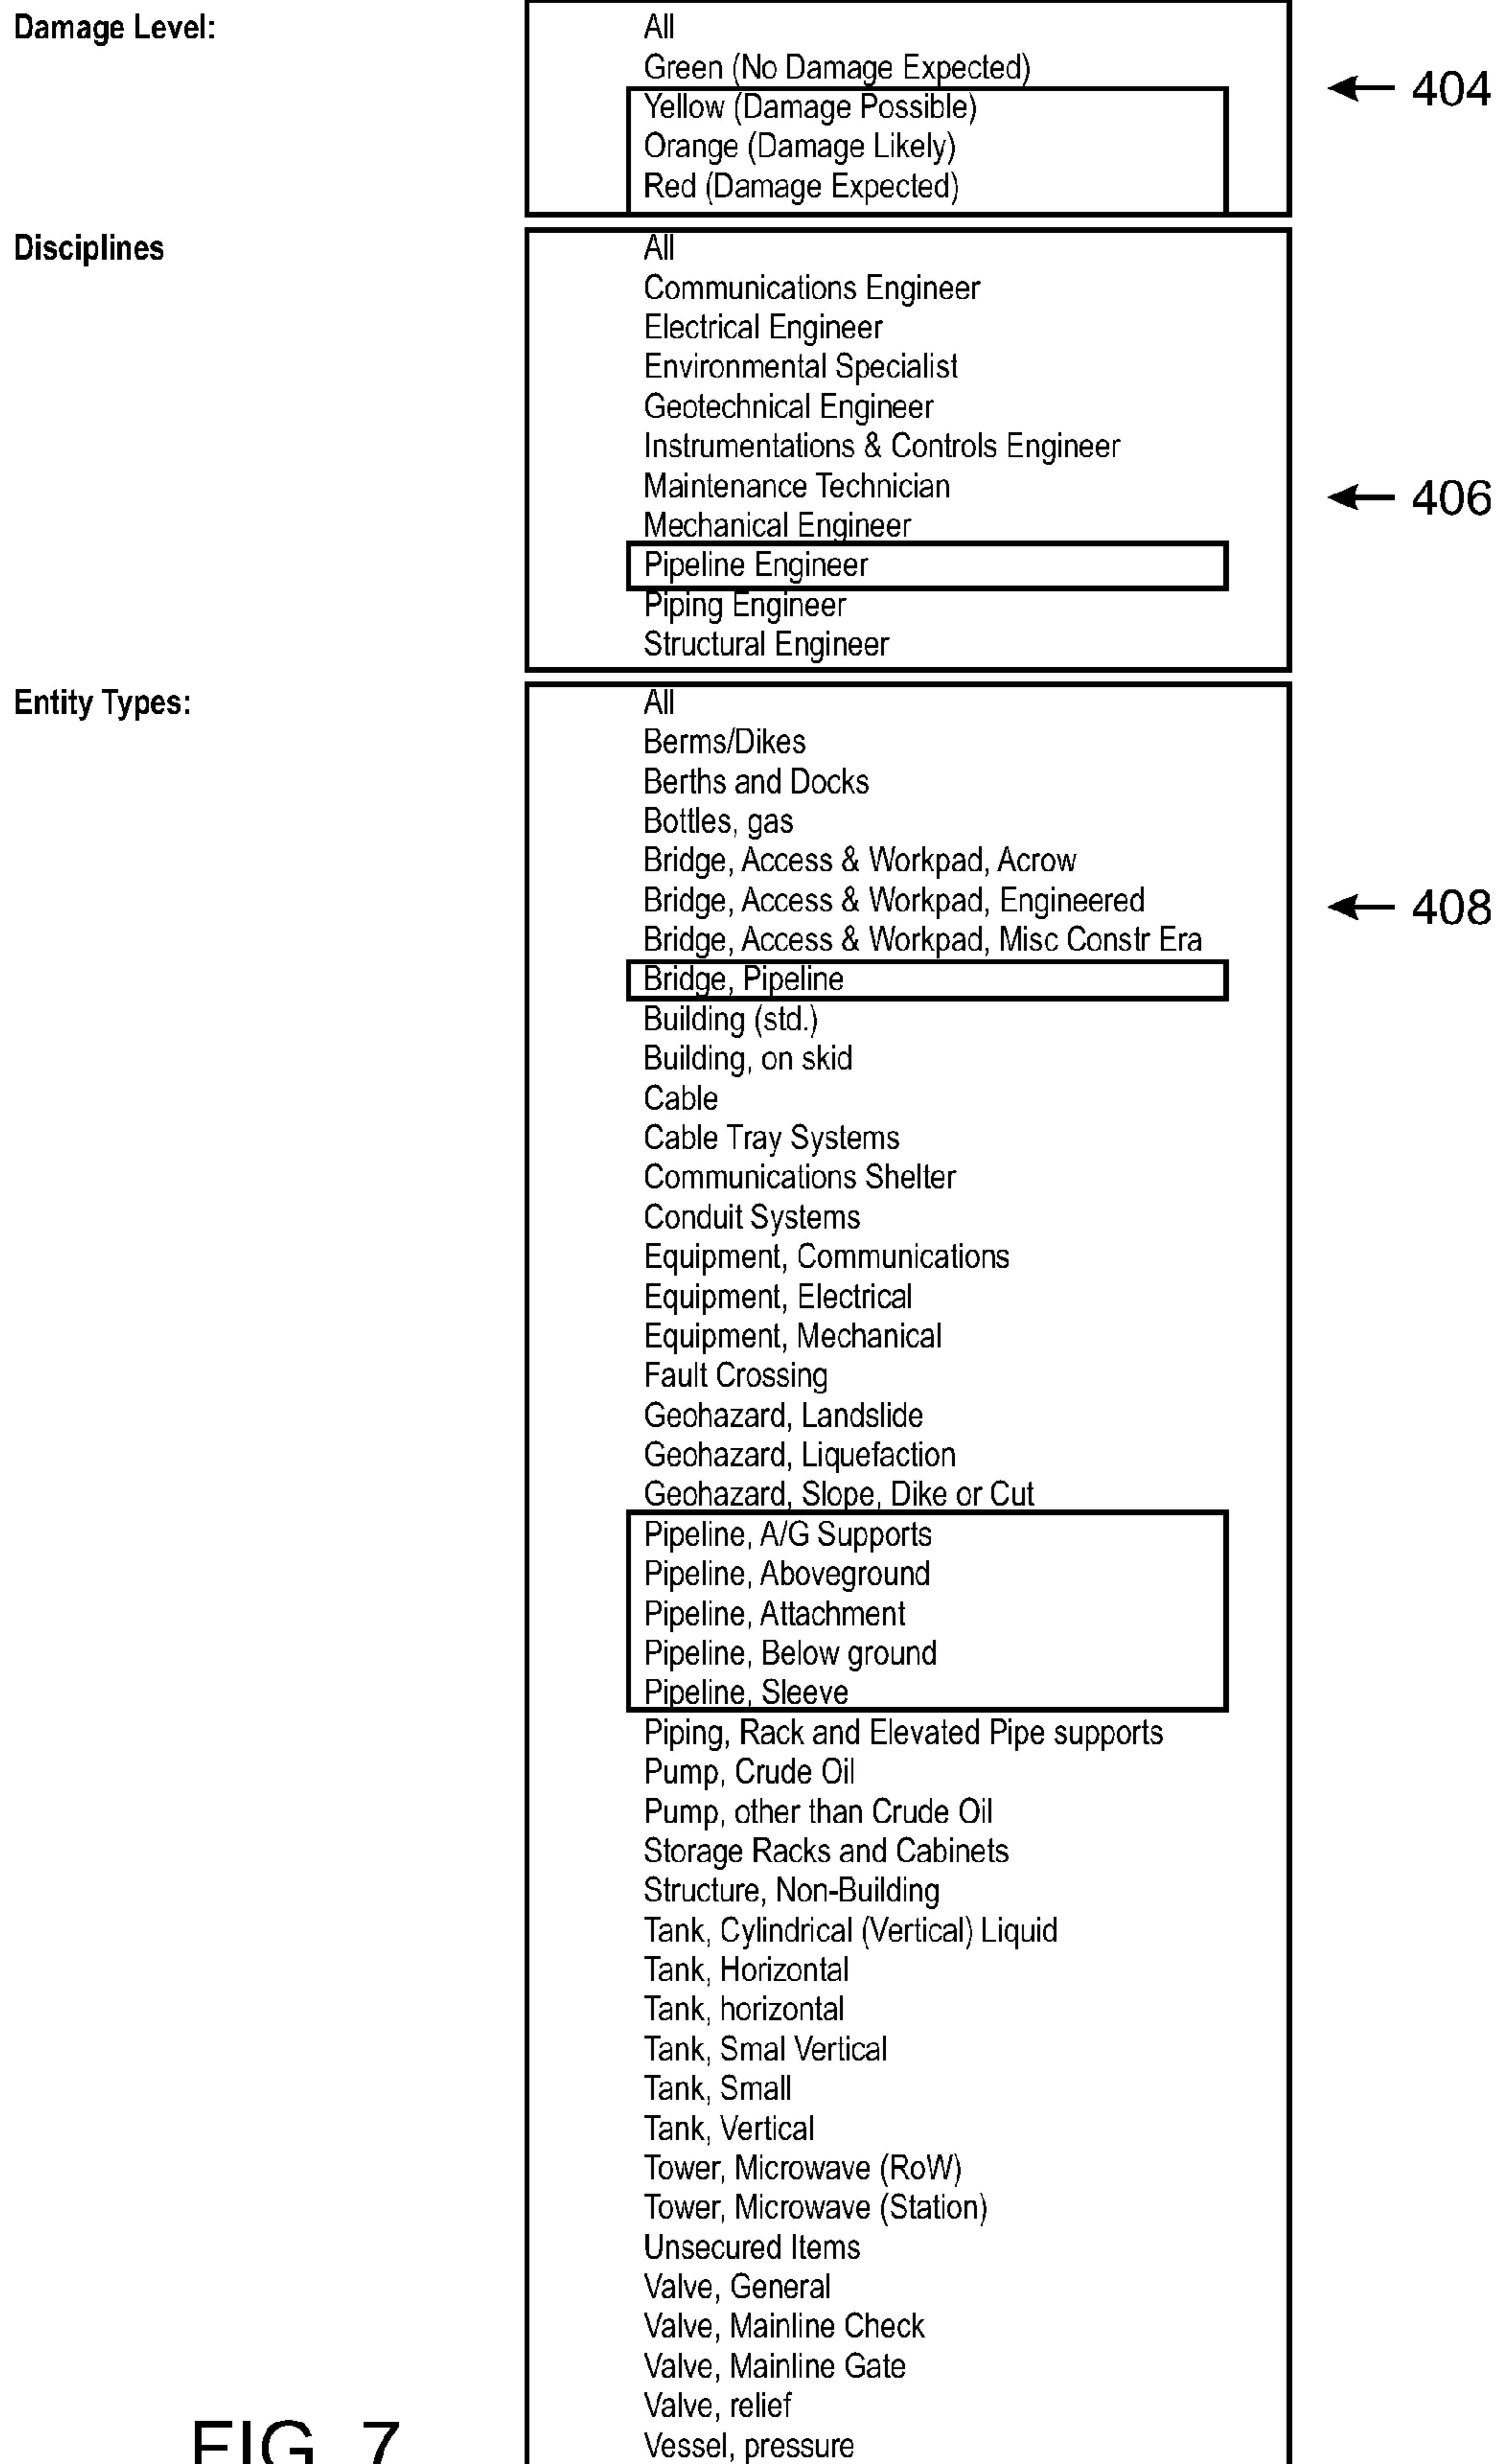 Damage Level:
All
Green (No Damage Expected)
Yellow (Damage Possible)
Orange (Damage Likely)
Red (Damage Expected)
404
Disciplines
All
Communications Engineer
Electrical Engineer
Environmental Specialist
Geotechnical Engineer
Instrumentations & Controls Engineer
Maintenance Technician
Mechanical Engineer
Pipeline Engineer
Piping Engineer
Structural Engineer
406
Entity Types:
All
Berms/Dikes
Berths and Docks
Bottles, gas
Bridge, Access & Workpad, Acrow
Bridge, Access & Workpad, Engineered
Bridge, Access & Workpad, Misc Constr Era
Bridge, Pipeline
Building (std.)
Building, on skid
Cable
Cable Tray Systems
Communications Shelter
Conduit Systems
Equipment, Communications
Equipment, Electrical
Equipment, Mechanical
Fault Crossing
Geohazard, Landslide
Geohazard, Liquefaction
Geohazard, Slope, Dike or Cut
Pipeline, A/G Supports
Pipeline, Aboveground
Pipeline, Attachment
Pipeline, Below ground
Pipeline, Sleeve
Piping, Rack and Elevated Pipe supports
Pump, Crude Oil
Pump, other than Crude Oil
Storage Racks and Cabinets
Structure, Non-Building
Tank, Cylindrical (Vertical) Liquid
Tank, Horizontal
Tank, horizontal
Tank, Smal Vertical
Tank, Small
Tank, Vertical
Tower, Microwave (RoW)
Tower, Microwave (Station)
Unsecured Items
Valve, General
Valve, Mainline Check
Valve, Mainline Gate
Valve, relief
Vessel, pressure
408
FIG. 7